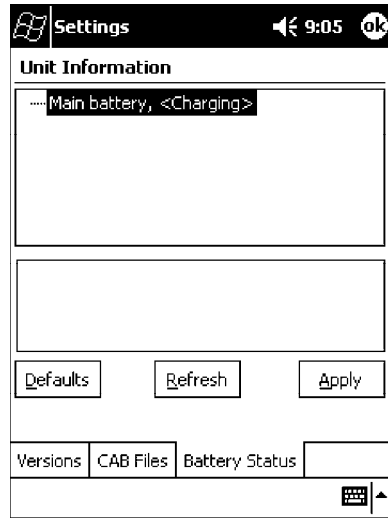 Settings 9:05 ok
Unit Information
Main battery, <Charging>
Defaults Refresh Apply
Versions CAB Files Battery Status